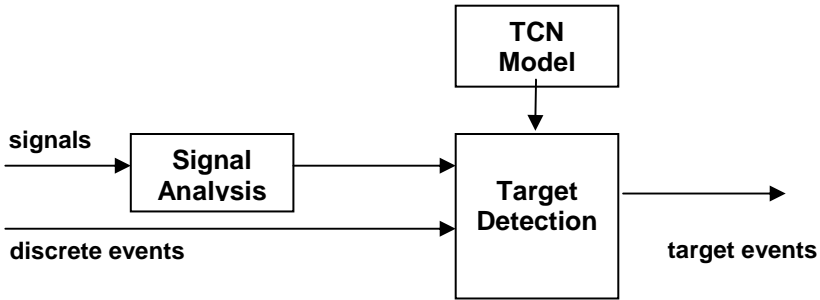 TCN
Model
signals
Signal
Analysis
Target
Detection
discrete events
target events